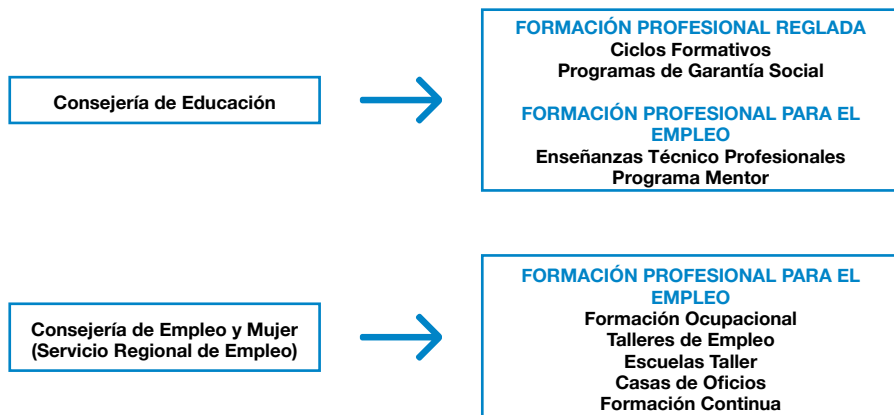 Consejería de Educación
FORMACIÓN PROFESIONAL REGLADA
Ciclos Formativos
Programas de Garantía Social
FORMACIÓN PROFESIONAL PARA EL
EMPLEO
Enseñanzas Técnico Profesionales
Programa Mentor
Consejería de Empleo y Mujer
(Servicio Regional de Empleo)
FORMACIÓN PROFESIONAL PARA EL
EMPLEO
Formación Ocupacional
Talleres de Empleo
Escuelas Taller
Casas de Oficios
Formación Continua